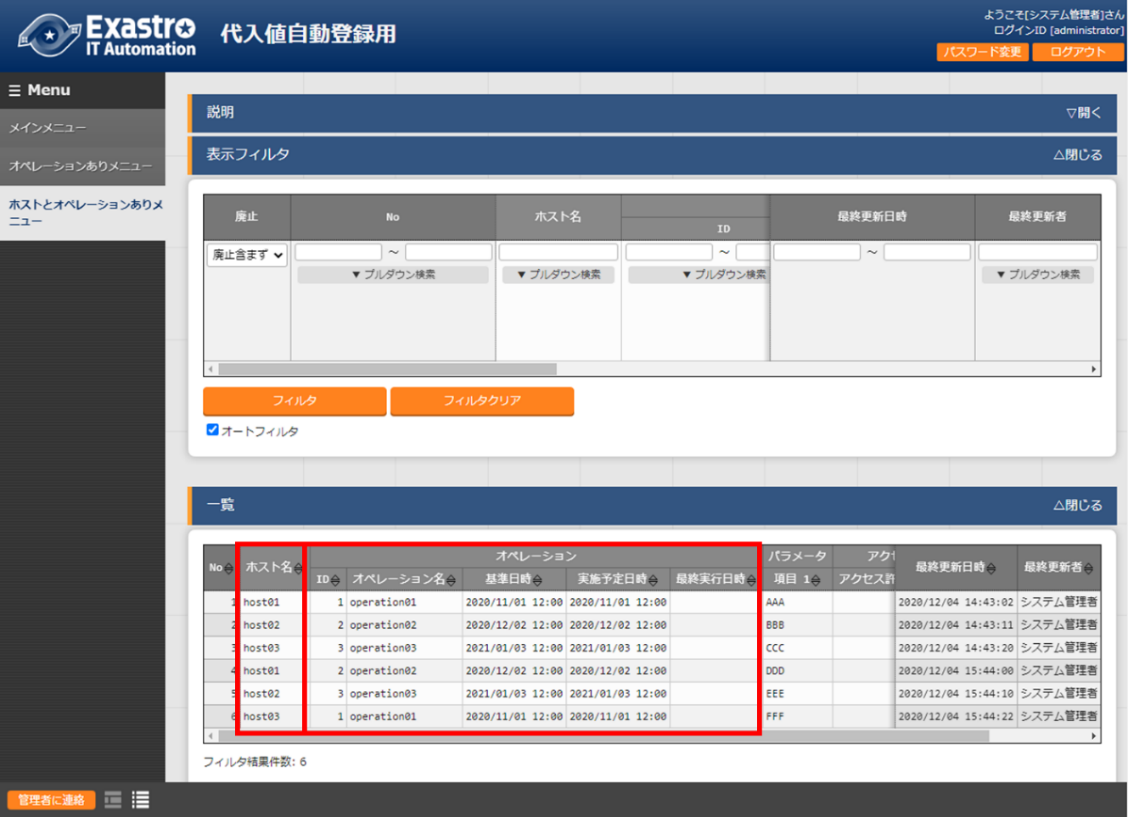 Exastro
IT Automation
代入値自動登録用
ようこそ[システム管理者]さん
ログインID [administrator]
パスワード変更 ログアウト
☰ Menu
メインメニュー
オペレーションありメニュー
ホストとオペレーションありメ
ニュー
説明 ▽開く
表示フィルタ △閉じる
廃止 No ホスト名 ID 最終更新日時 最終更新者
廃止含まず ～ ～ ～
▼ プルダウン検索 ▼ プルダウン検索 ▼ プルダウン検索 ▼ プルダウン検索
フィルタ フィルタクリア
オートフィルタ
一覧 △閉じる
オペレーション パラメータ
No ホスト名 最終更新日時 最終更新者
ID オペレーション名 基準日時 実施予定日時 最終実行日時 項目 1 アクセス許
1 host01 1 operation01 2020/11/01 12:00 2020/11/01 12:00 AAA 2020/12/04 14:43:02 システム管理者
2 host02 2 operation02 2020/12/02 12:00 2020/12/02 12:00 BBB 2020/12/04 14:43:11 システム管理者
3 host03 3 operation03 2021/01/03 12:00 2021/01/03 12:00 CCC 2020/12/04 14:43:20 システム管理者
4 host01 2 operation02 2020/12/02 12:00 2020/12/02 12:00 DDD 2020/12/04 15:44:00 システム管理者
5 host02 3 operation03 2021/01/03 12:00 2021/01/03 12:00 EEE 2020/12/04 15:44:10 システム管理者
6 host03 1 operation01 2020/11/01 12:00 2020/11/01 12:00 FFF 2020/12/04 15:44:22 システム管理者
フィルタ結果件数: 6
管理者に連絡